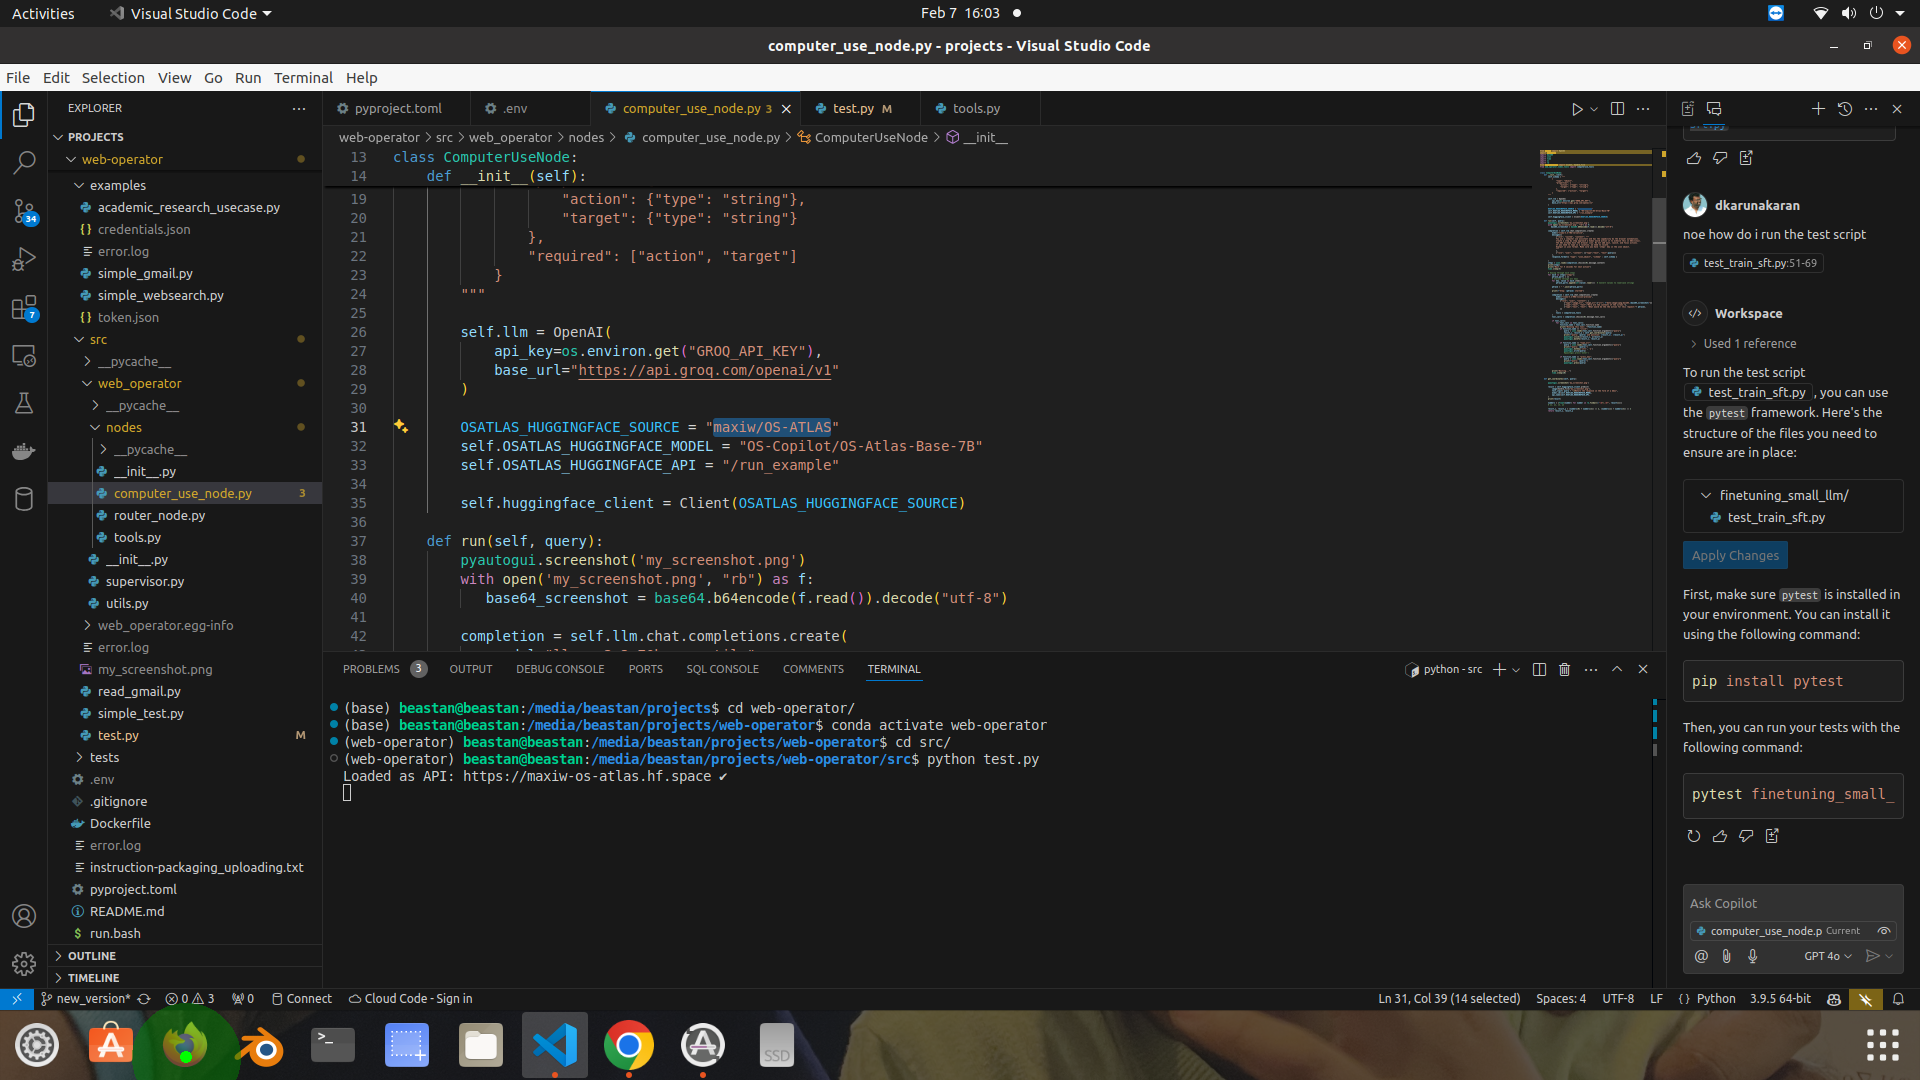 Activities
Visual Studio Code
Feb 7 16:03
computer_use_node.py - projects - Visual Studio Code
File Edit Selection View Go Run Terminal Help
EXPLORER
PROJECTS
web-operator
examples
academic_research_usecase.py
credentials.json
error.log
simple_gmail.py
simple_websearch.py
token.json
src
__pycache__
web_operator
__pycache__
nodes
__pycache__
__init__.py
computer_use_node.py 3
router_node.py
tools.py
__init__.py
supervisor.py
utils.py
web_operator.egg-info
error.log
my_screenshot.png
read_gmail.py
simple_test.py
test.py M
tests
.env
.gitignore
Dockerfile
error.log
instruction-packaging_uploading.txt
pyproject.toml
README.md
run.bash
OUTLINE
TIMELINE
34
7
pyproject.toml .env computer_use_node.py 3 test.py M tools.py
web-operator > src > web_operator > nodes > computer_use_node.py > ComputerUseNode > __init__
13 class ComputerUseNode:
14 def __init__(self):
19 "action": {"type": "string"},
20 "target": {"type": "string"}
21 },
22 "required": ["action", "target"]
23 }
24 """
25
26 self.llm = OpenAI(
27 api_key=os.environ.get("GROQ_API_KEY"),
28 base_url="https://api.groq.com/openai/v1"
29 )
30
31 OSATLAS_HUGGINGFACE_SOURCE = "maxiw/OS-ATLAS"
32 self.OSATLAS_HUGGINGFACE_MODEL = "OS-Copilot/OS-Atlas-Base-7B"
33 self.OSATLAS_HUGGINGFACE_API = "/run_example"
34
35 self.huggingface_client = Client(OSATLAS_HUGGINGFACE_SOURCE)
36
37 def run(self, query):
38 pyautogui.screenshot('my_screenshot.png')
39 with open('my_screenshot.png', "rb") as f:
40 base64_screenshot = base64.b64encode(f.read()).decode("utf-8")
41
42 completion = self.llm.chat.completions.create(
PROBLEMS 3 OUTPUT DEBUG CONSOLE PORTS SQL CONSOLE COMMENTS TERMINAL
python - src
(base) beastan@beastan:/media/beastan/projects$ cd web-operator/
(base) beastan@beastan:/media/beastan/projects/web-operator$ conda activate web-operator
(web-operator) beastan@beastan:/media/beastan/projects/web-operator$ cd src/
(web-operator) beastan@beastan:/media/beastan/projects/web-operator/src$ python test.py
Loaded as API: https://maxiw-os-atlas.hf.space ✔
dkarunakaran
noe how do i run the test script
test_train_sft.py:51-69
Workspace
Used 1 reference
To run the test script
test_train_sft.py , you can use
the pytest framework. Here's the
structure of the files you need to
ensure are in place:
finetuning_small_llm/
test_train_sft.py
Apply Changes
First, make sure pytest is installed in
your environment. You can install it
using the following command:
pip install pytest
Then, you can run your tests with the
following command:
pytest finetuning_small_
Ask Copilot
computer_use_node.p Current
GPT 4o
new_version* 0 3 0 Connect Cloud Code - Sign in
Ln 31, Col 39 (14 selected) Spaces: 4 UTF-8 LF Python 3.9.5 64-bit
SSD